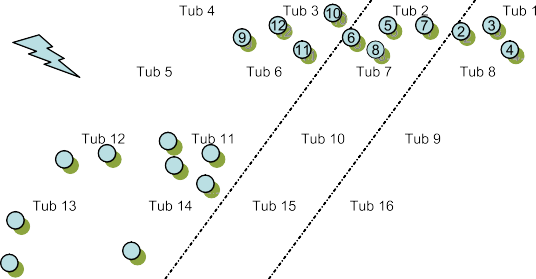 Tub 4 Tub 3 Tub 2 Tub 1
10
12 5 7 3
9 6 2
11 8 4
Tub 5 Tub 6 Tub 7 Tub 8
Tub 12 Tub 11 Tub 10 Tub 9
Tub 13 Tub 14 Tub 15 Tub 16